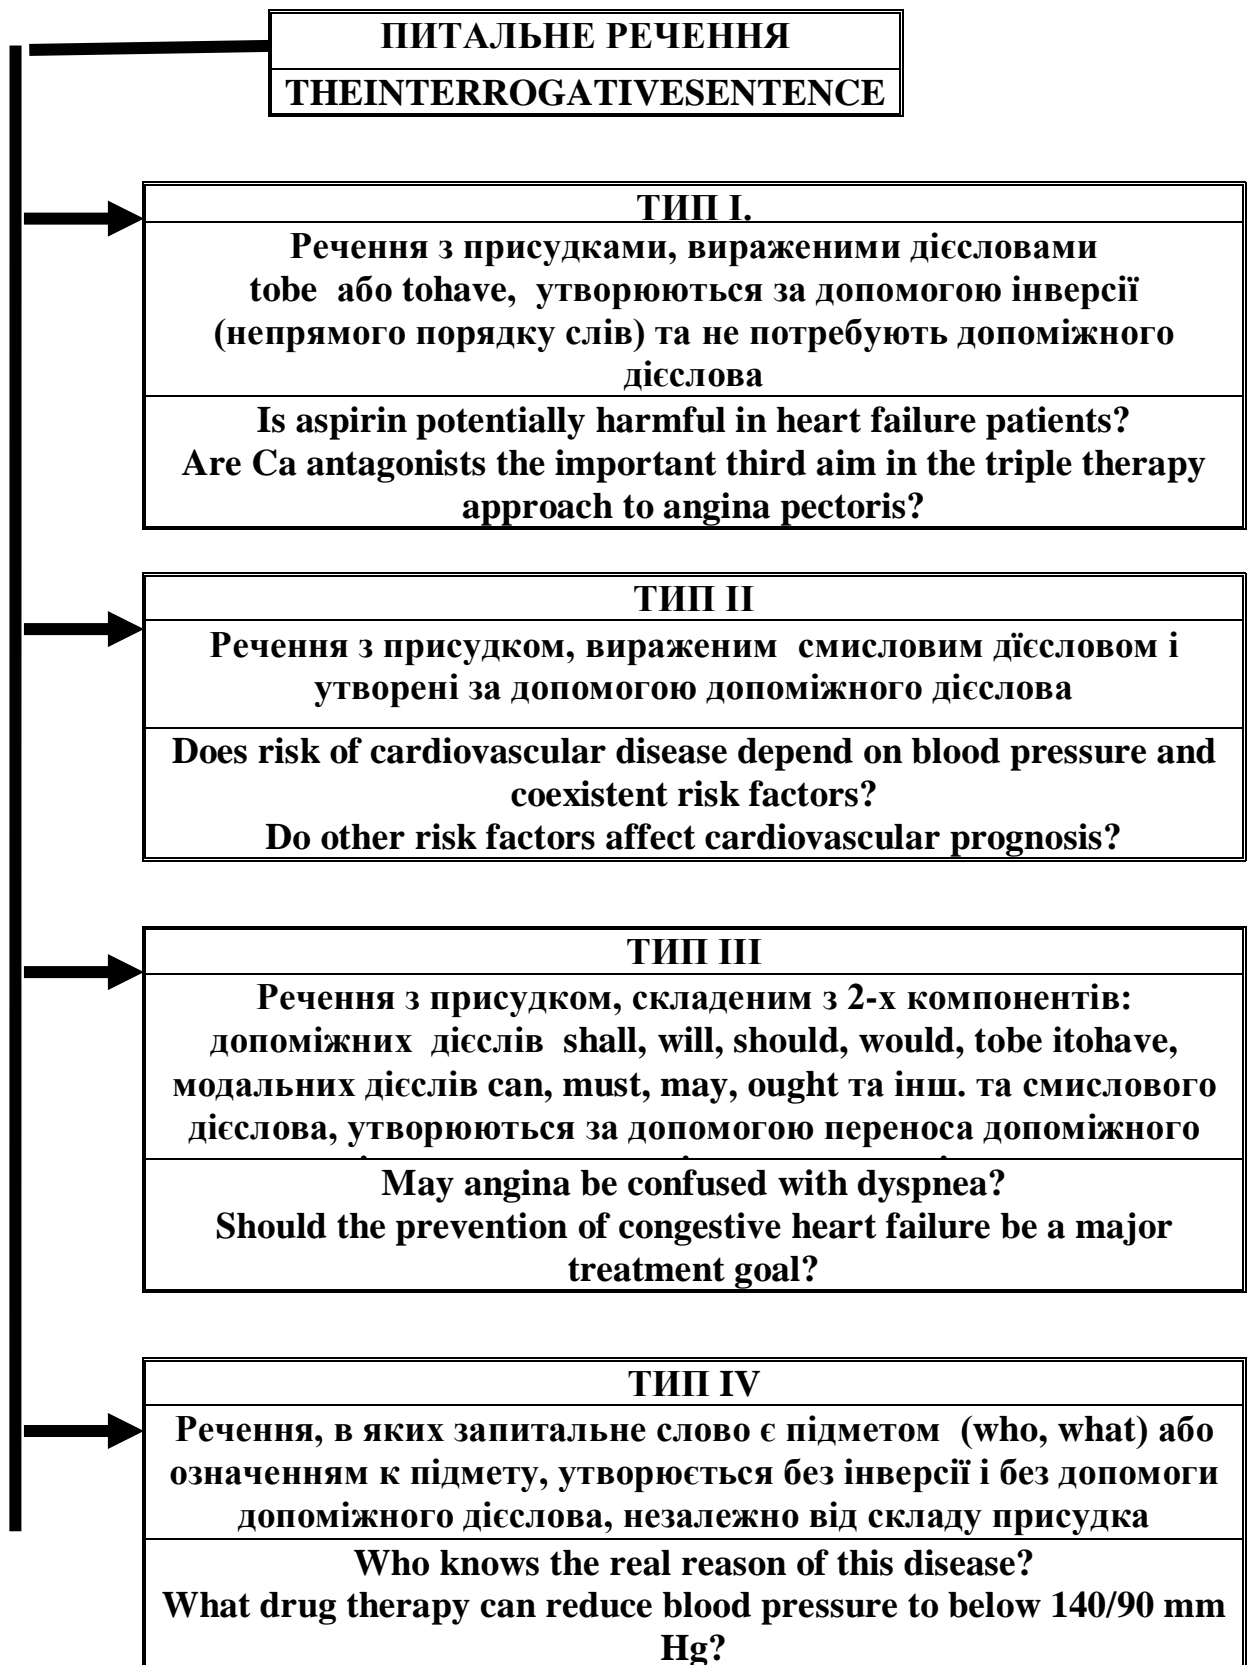 ПИТАЛЬНЕ РЕЧЕННЯ
THEINTERROGATIVESENTENCE
ТИП I.
Речення з присудками, вираженими дієсловами
tobe або tohave, утворюються за допомогою інверсії
(непрямого порядку слів) та не потребують допоміжного
дієслова
Is aspirin potentially harmful in heart failure patients?
Are Ca antagonists the important third aim in the triple therapy
approach to angina pectoris?
ТИП II
Речення з присудком, вираженим смисловим дїєсловом і
утворені за допомогою допоміжного дієслова
Does risk of cardiovascular disease depend on blood pressure and
coexistent risk factors?
Do other risk factors affect cardiovascular prognosis?
ТИП III
Речення з присудком, складеним з 2-х компонентів:
допоміжних дієслів shall, will, should, would, tobe itohave,
модальних дієслів can, must, may, ought та інш. та смислового
дієслова, утворюються за допомогою переноса допоміжного
May angina be confused with dyspnea?
Should the prevention of congestive heart failure be a major
treatment goal?
ТИП IV
Речення, в яких запитальне слово є підметом (who, what) або
означенням к підмету, утворюється без інверсії і без допомоги
допоміжного дієслова, незалежно від складу присудка
Who knows the real reason of this disease?
What drug therapy can reduce blood pressure to below 140/90 mm
Hg?